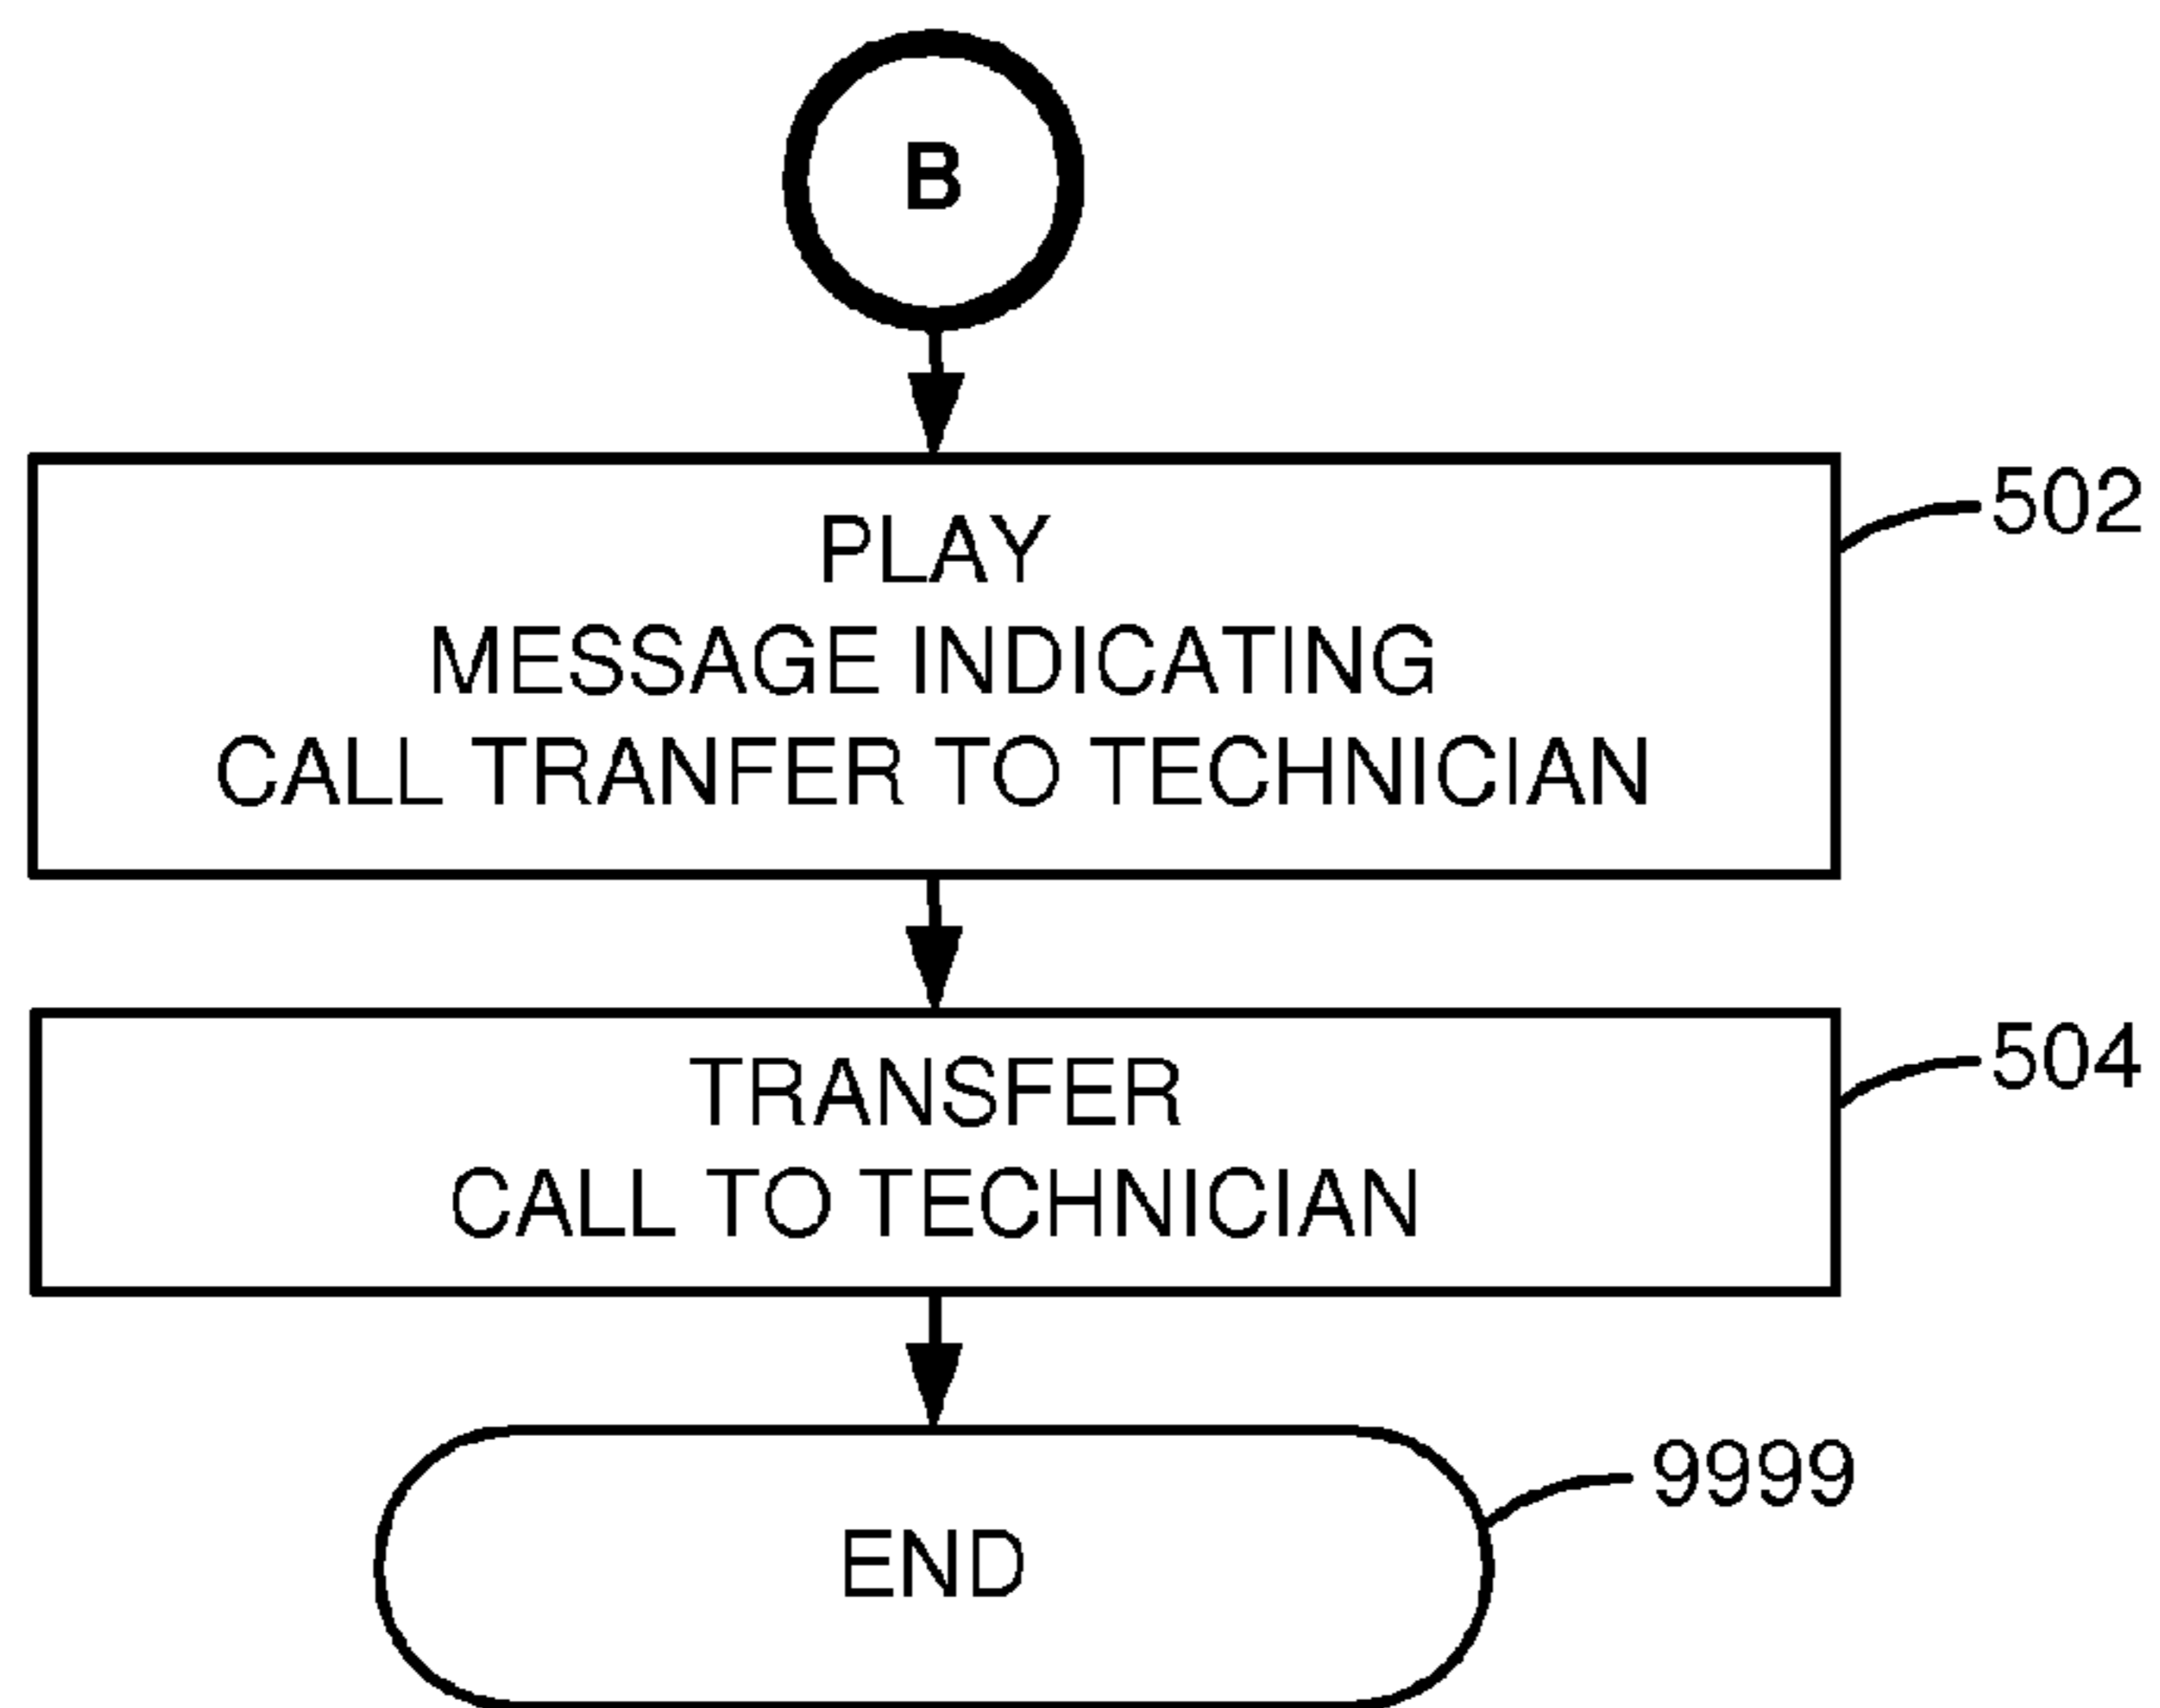 B
PLAY
MESSAGE INDICATING
CALL TRANFER TO TECHNICIAN
502
TRANSFER
CALL TO TECHNICIAN
504
END
9999